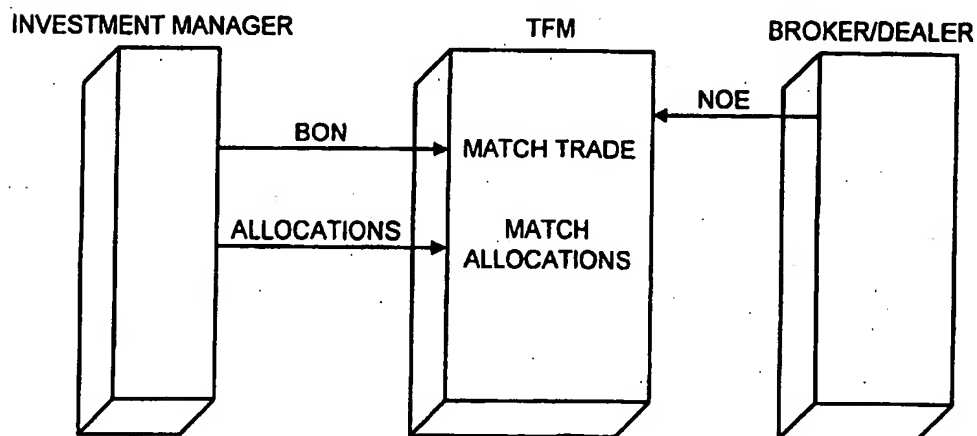 INVESTMENT MANAGER
TFM
BROKER/DEALER
NOE
BON
MATCH TRADE
ALLOCATIONS
MATCH
ALLOCATIONS